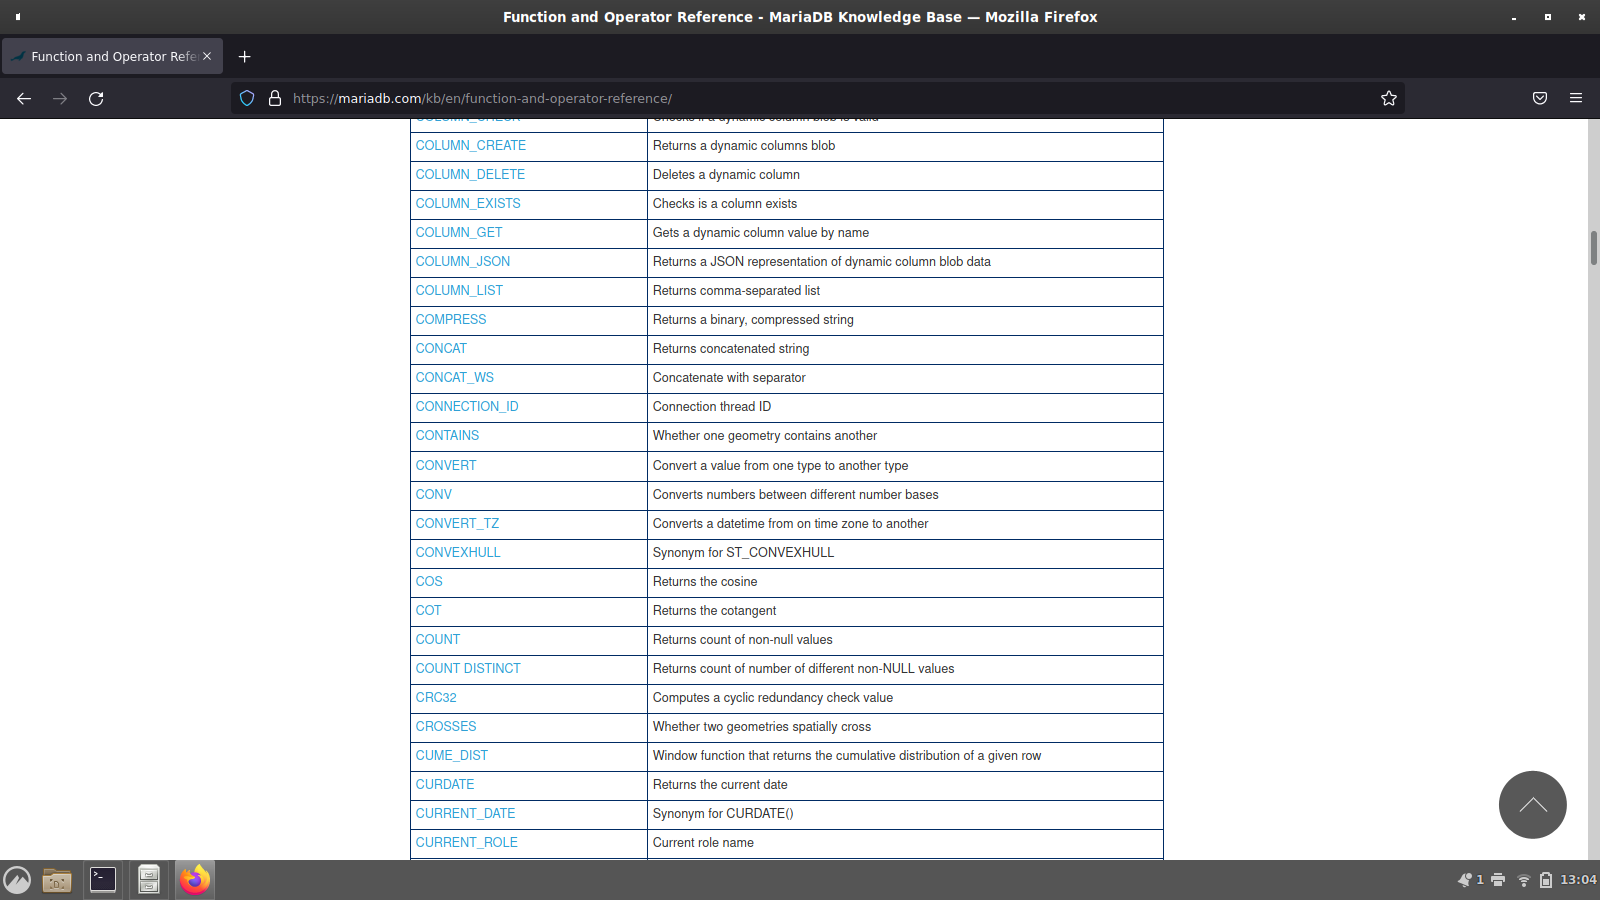 Function and Operator Reference - MariaDB Knowledge Base — Mozilla Firefox
Function and Operator Refe
https://mariadb.com/kb/en/function-and-operator-reference/
COLUMN_CHECK Checks if a dynamic column blob is valid
COLUMN_CREATE Returns a dynamic columns blob
COLUMN_DELETE Deletes a dynamic column
COLUMN_EXISTS Checks is a column exists
COLUMN_GET Gets a dynamic column value by name
COLUMN_JSON Returns a JSON representation of dynamic column blob data
COLUMN_LIST Returns comma-separated list
COMPRESS Returns a binary, compressed string
CONCAT Returns concatenated string
CONCAT_WS Concatenate with separator
CONNECTION_ID Connection thread ID
CONTAINS Whether one geometry contains another
CONVERT Convert a value from one type to another type
CONV Converts numbers between different number bases
CONVERT_TZ Converts a datetime from on time zone to another
CONVEXHULL Synonym for ST_CONVEXHULL
COS Returns the cosine
COT Returns the cotangent
COUNT Returns count of non-null values
COUNT DISTINCT Returns count of number of different non-NULL values
CRC32 Computes a cyclic redundancy check value
CROSSES Whether two geometries spatially cross
CUME_DIST Window function that returns the cumulative distribution of a given row
CURDATE Returns the current date
CURRENT_DATE Synonym for CURDATE()
CURRENT_ROLE Current role name
1 13:04